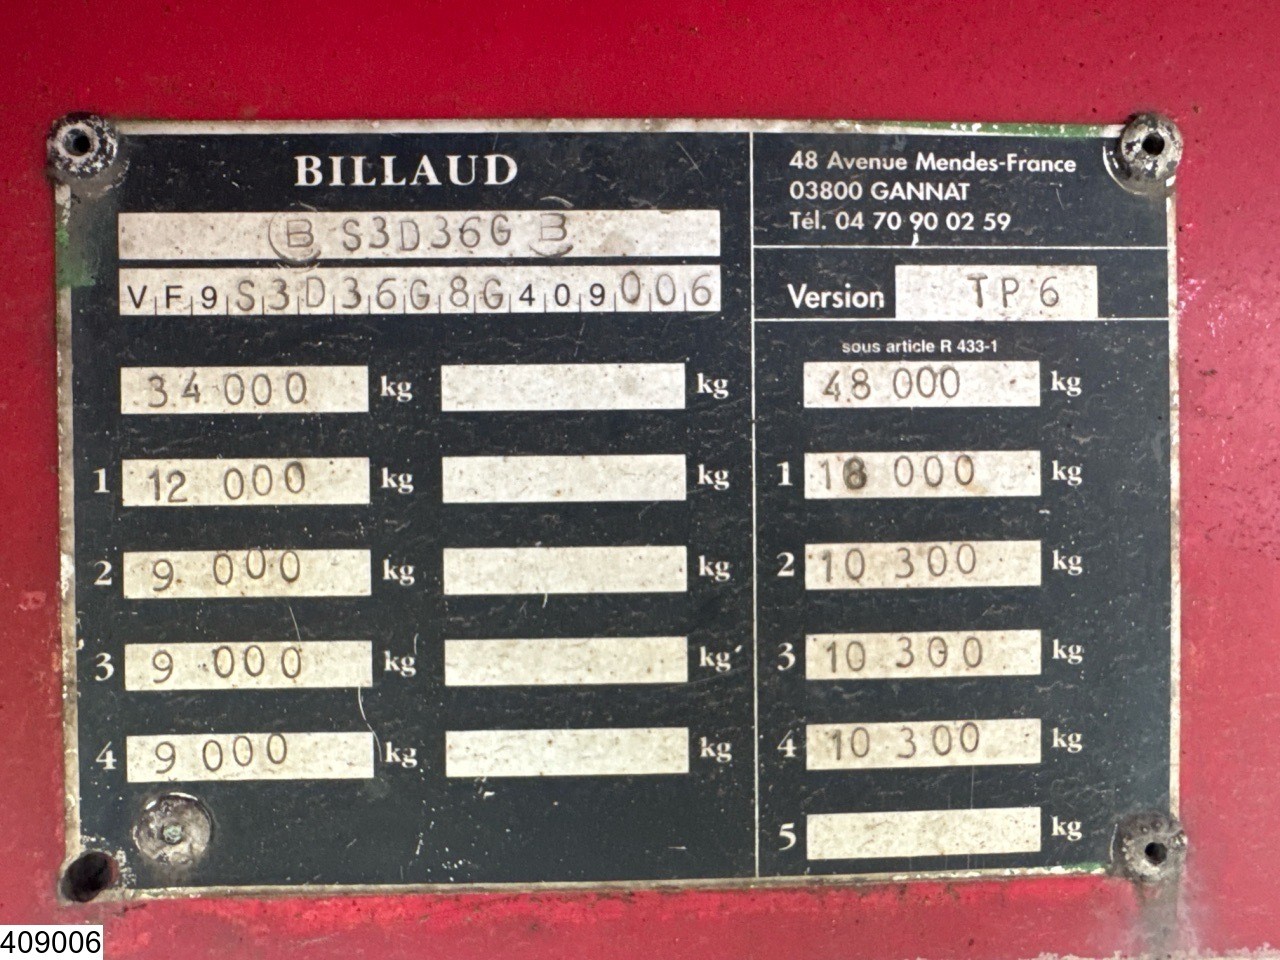 BILLAUD
B S3D36G B
VF9S3D36G8G409006
34 000 kg kg
1 12 000 kg kg
2 9 000 kg kg
3 9 000 kg kg
4 9 000 kg kg
48 Avenue Mendes-France
03800 GANNAT
Tél. 04 70 90 02 59
Version TP6
sous article R 433-1
48 000 kg
1 18 000 kg
2 10 300 kg
3 10 300 kg
4 10 300 kg
5 kg
409006